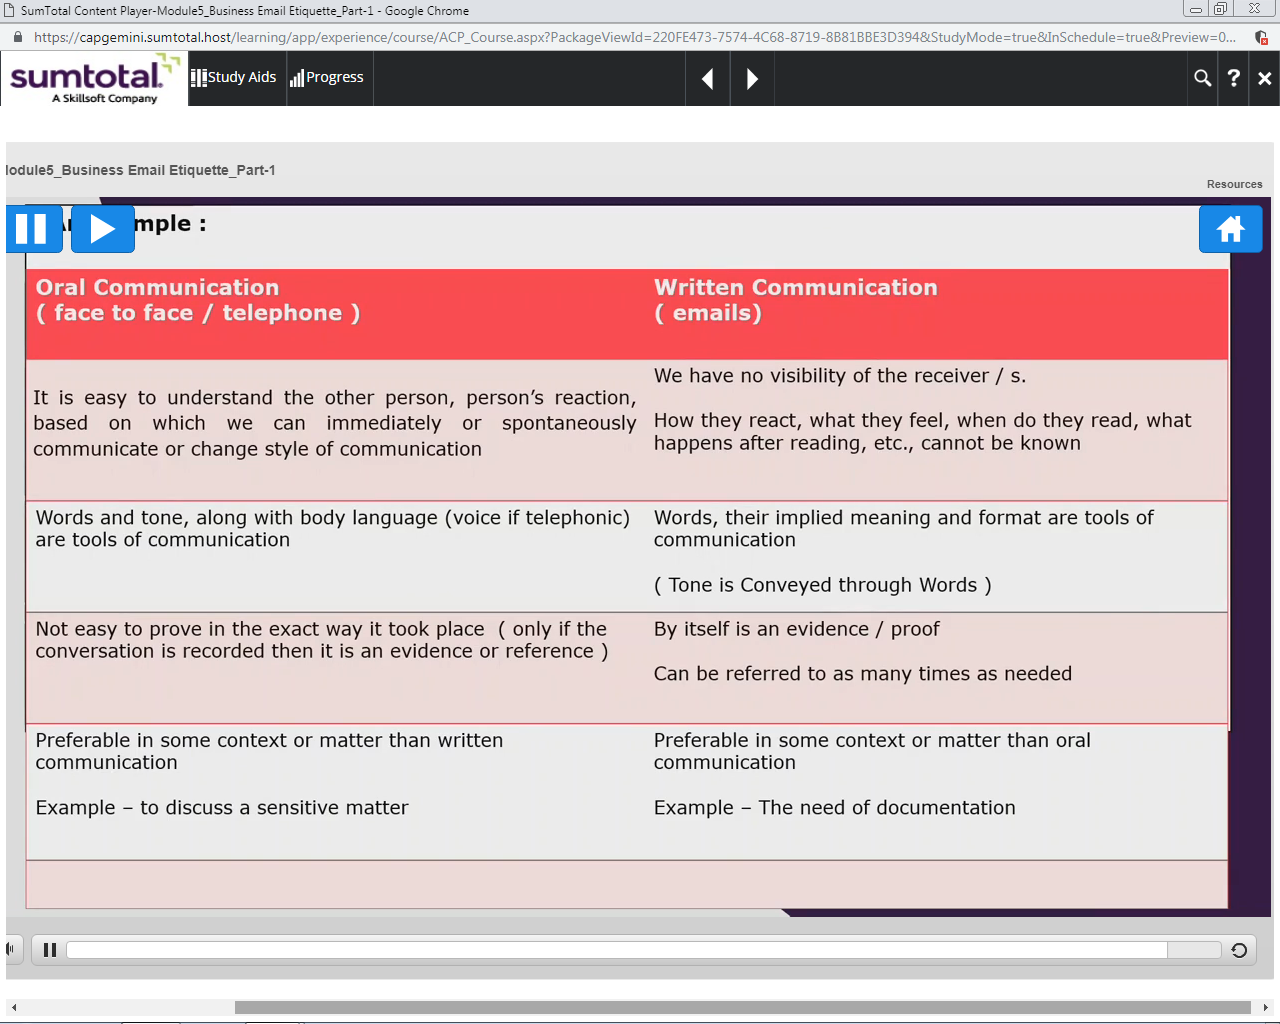 SumTotal Content Player-Module5_Business Email Etiquette_Part-1 - Google Chrome
https://capgemini.sumtotal.host/learning/app/experience/course/ACP_Course.aspx?PackageViewId=220FE473-7574-4C68-8719-8B81BBE3D394&StudyMode=true&InSchedule=true&Preview=0...
sumtotal.
A Skillsoft Company
Study Aids
Progress
?
odule5_Business Email Etiquette_Part-1
Resources
mple :
Oral Communication
( face to face / telephone )
Written Communication
( emails)
It is easy to understand the other person, person’s reaction,
based on which we can immediately or spontaneously
communicate or change style of communication
We have no visibility of the receiver / s.
How they react, what they feel, when do they read, what
happens after reading, etc., cannot be known
Words and tone, along with body language (voice if telephonic)
are tools of communication
Words, their implied meaning and format are tools of
communication
( Tone is Conveyed through Words )
Not easy to prove in the exact way it took place ( only if the
conversation is recorded then it is an evidence or reference )
By itself is an evidence / proof
Can be referred to as many times as needed
Preferable in some context or matter than written
communication
Example – to discuss a sensitive matter
Preferable in some context or matter than oral
communication
Example – The need of documentation